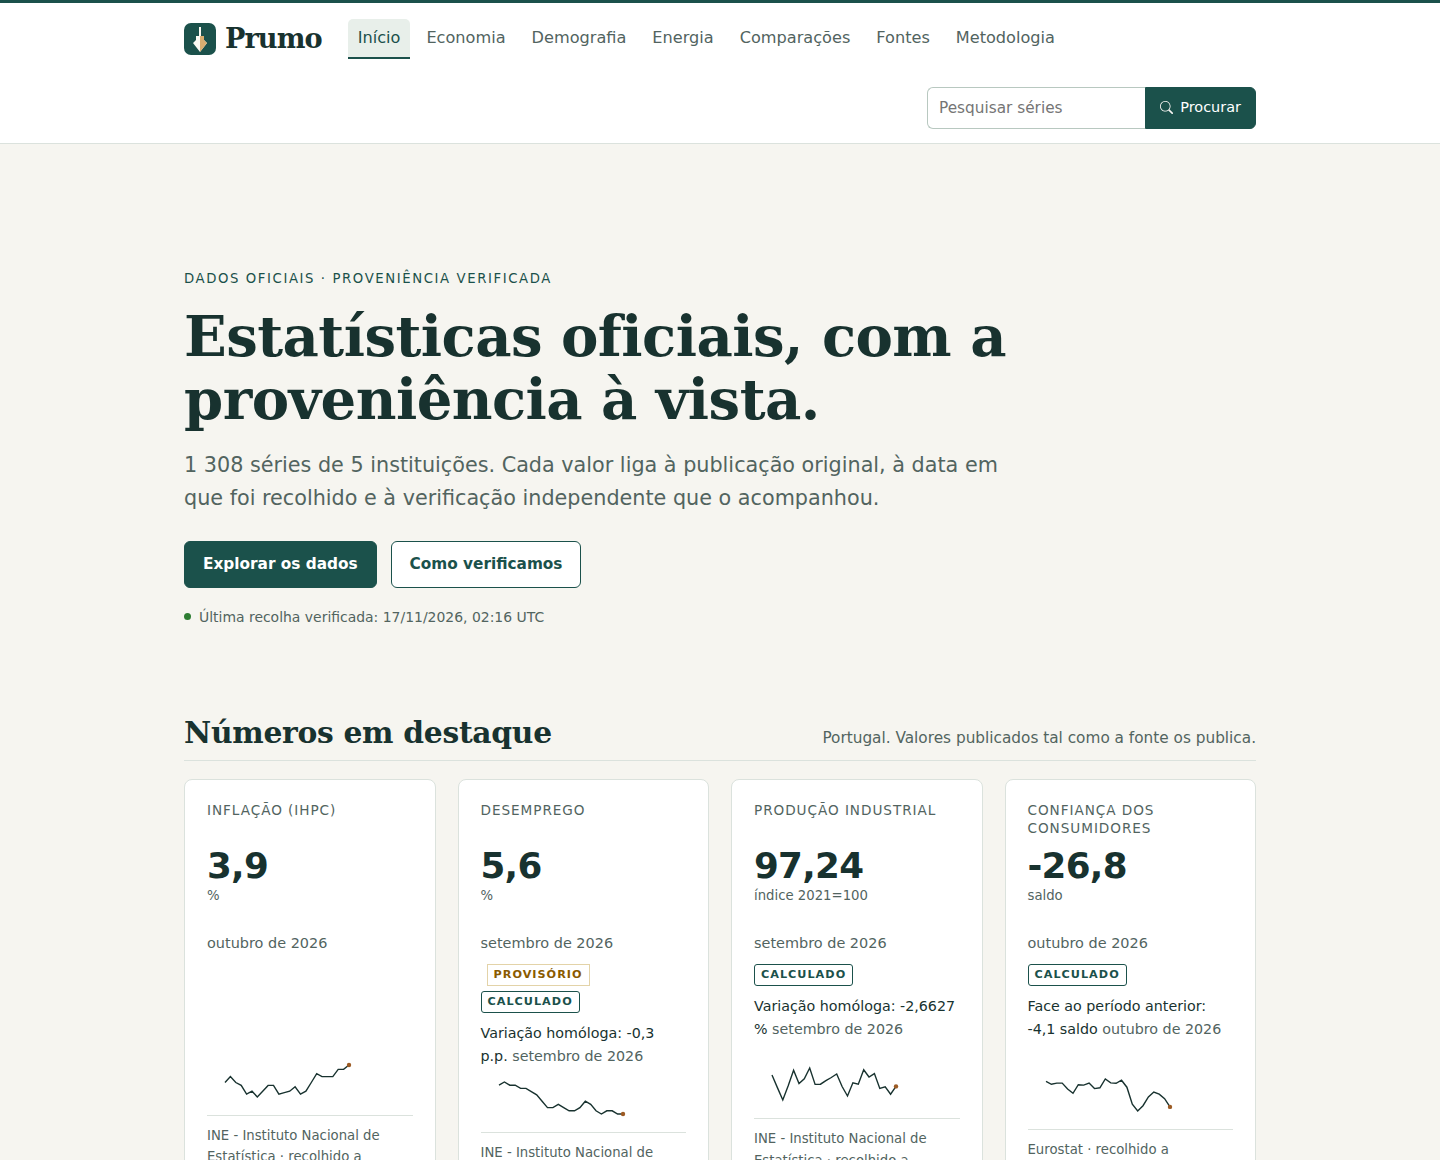 Prumo
Início
Economia
Demografia
Energia
Comparações
Fontes
Metodologia
Pesquisar séries
Procurar
DADOS OFICIAIS · PROVENIÊNCIA VERIFICADA
Estatísticas oficiais, com a
proveniência à vista.
1 308 séries de 5 instituições. Cada valor liga à publicação original, à data em
que foi recolhido e à verificação independente que o acompanhou.
Explorar os dados
Como verificamos
Última recolha verificada: 17/11/2026, 02:16 UTC
Números em destaque
Portugal. Valores publicados tal como a fonte os publica.
INFLAÇÃO (IHPC)
3,9
%
outubro de 2026
INE - Instituto Nacional de
Estatística · recolhido a
DESEMPREGO
5,6
%
setembro de 2026
PROVISÓRIO
CALCULADO
Variação homóloga: -0,3
p.p. setembro de 2026
INE - Instituto Nacional de
PRODUÇÃO INDUSTRIAL
97,24
índice 2021=100
setembro de 2026
CALCULADO
Variação homóloga: -2,6627
% setembro de 2026
INE - Instituto Nacional de
Estatística · recolhido a
CONFIANÇA DOS
CONSUMIDORES
-26,8
saldo
outubro de 2026
CALCULADO
Face ao período anterior:
-4,1 saldo outubro de 2026
Eurostat · recolhido a